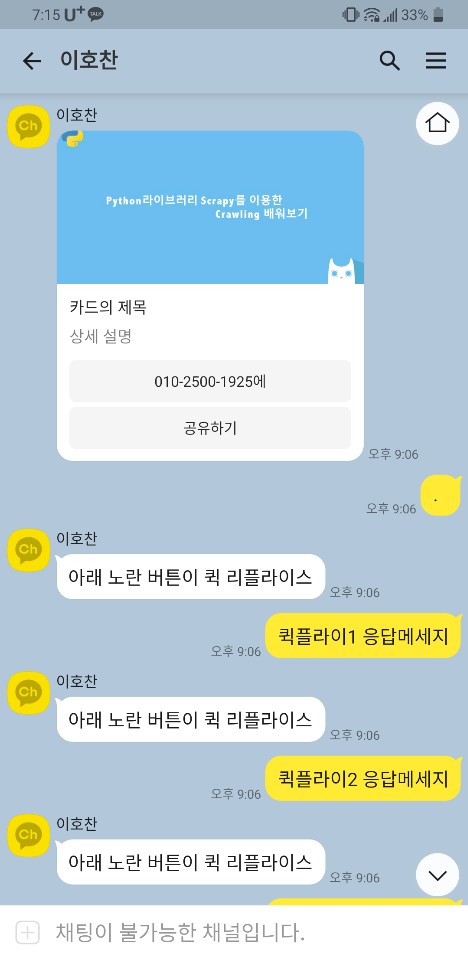 7:15 U+ TALK 33%
이호찬
Ch
이호찬
Python라이브러리 Scrapy를 이용한
Crawling 배워보기
카드의 제목
상세 설명
010-2500-1925에
공유하기
오후 9:06
.
오후 9:06
Ch
이호찬
아래 노란 버튼이 퀵 리플라이스
오후 9:06
퀵플라이1 응답메세지
오후 9:06
Ch
이호찬
아래 노란 버튼이 퀵 리플라이스
오후 9:06
퀵플라이2 응답메세지
오후 9:06
Ch
이호찬
아래 노란 버튼이 퀵 리플라이스
오후 9:06
채팅이 불가능한 채널입니다.